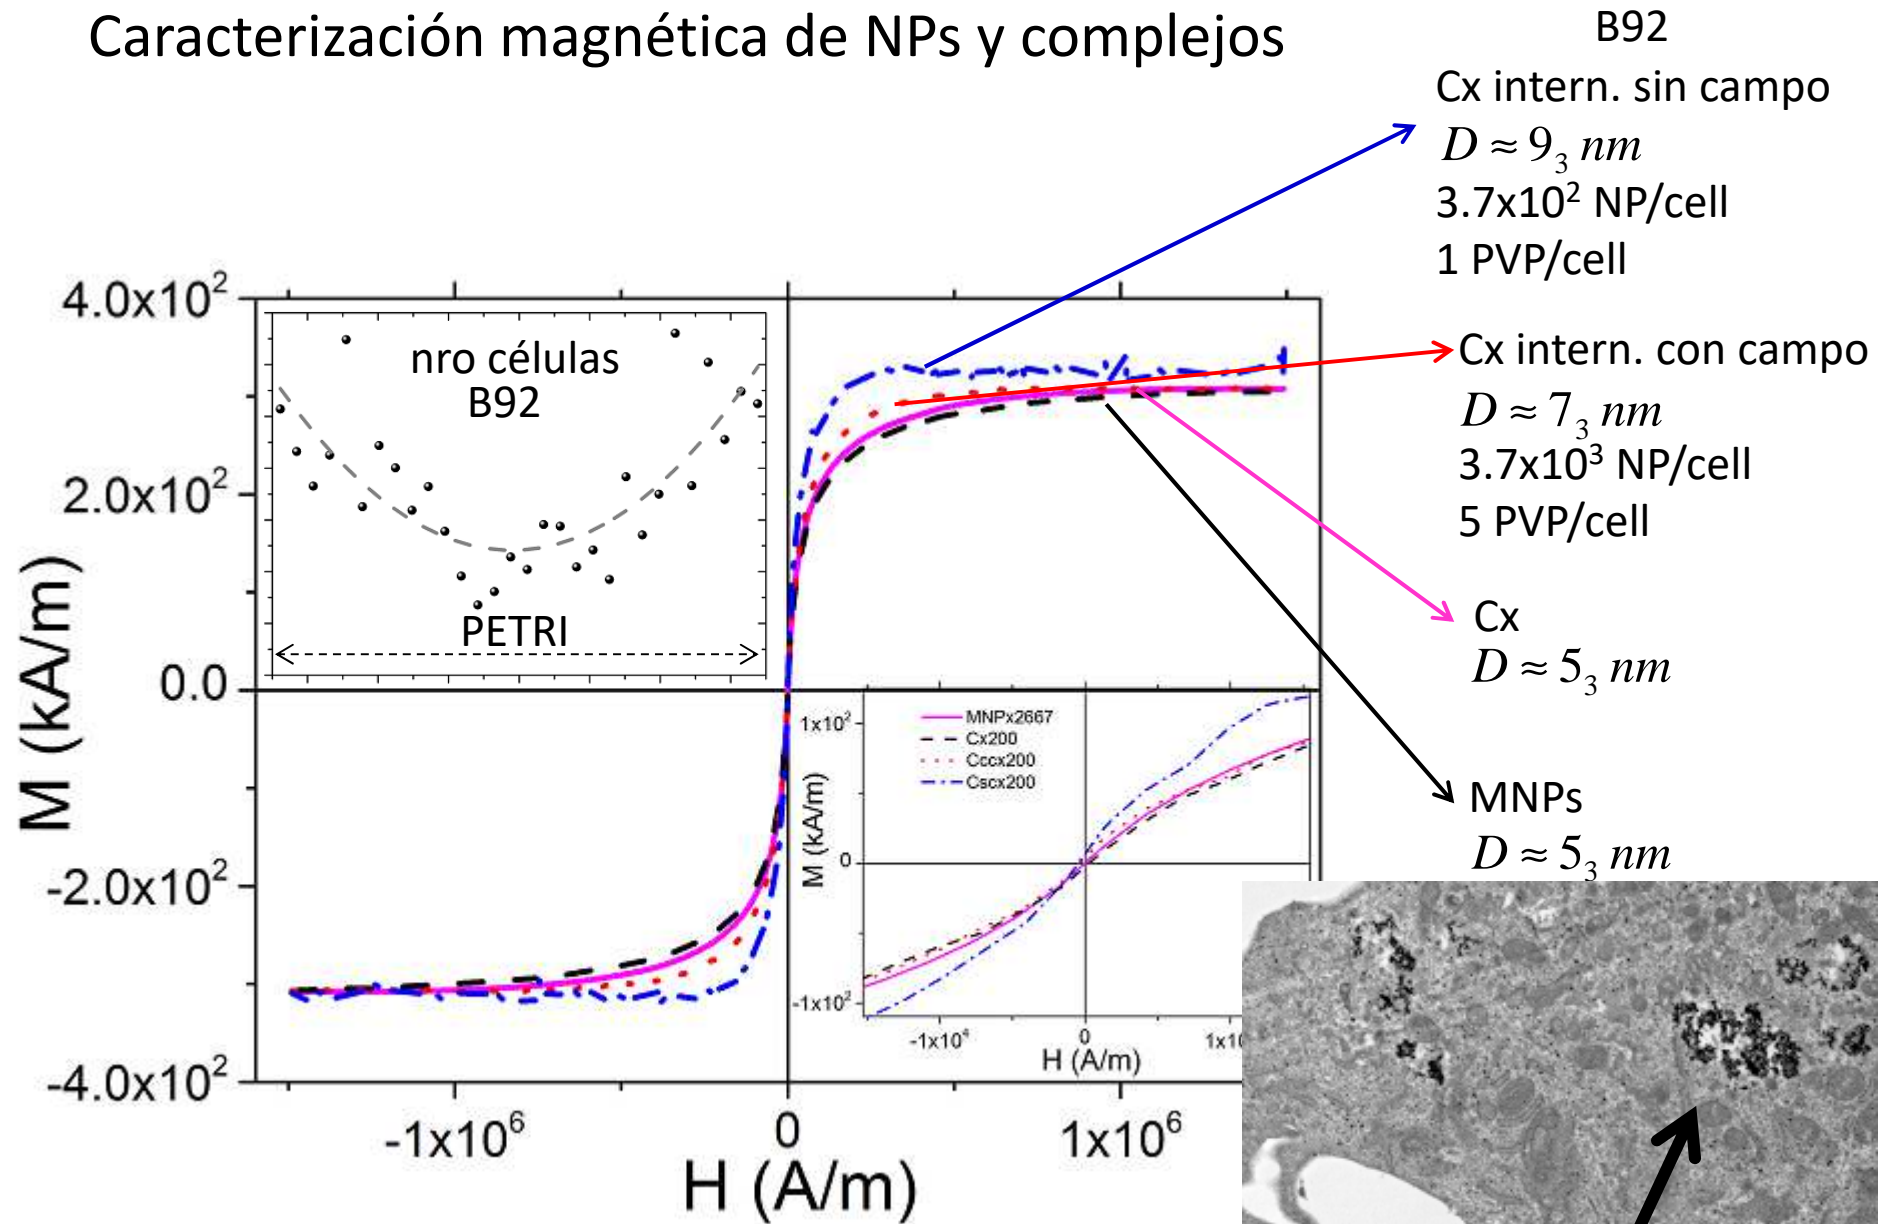 Caracterización magnética de NPs y complejos
B92
Cx intern. sin campo
D ≈ 9₃ nm
3.7x10² NP/cell
1 PVP/cell
Cx intern. con campo
D ≈ 7₃ nm
3.7x10³ NP/cell
5 PVP/cell
Cx
D ≈ 5₃ nm
MNPs
D ≈ 5₃ nm
4.0x10²
2.0x10²
0.0
-2.0x10²
-4.0x10²
M (kA/m)
-1x10⁶
0
1x10⁶
H (A/m)
nro células
B92
PETRI
MNPx2667
Cx200
Cccx200
Cscx200
1x10²
0
-1x10²
M (kA/m)
-1x10⁴
0
H (A/m)